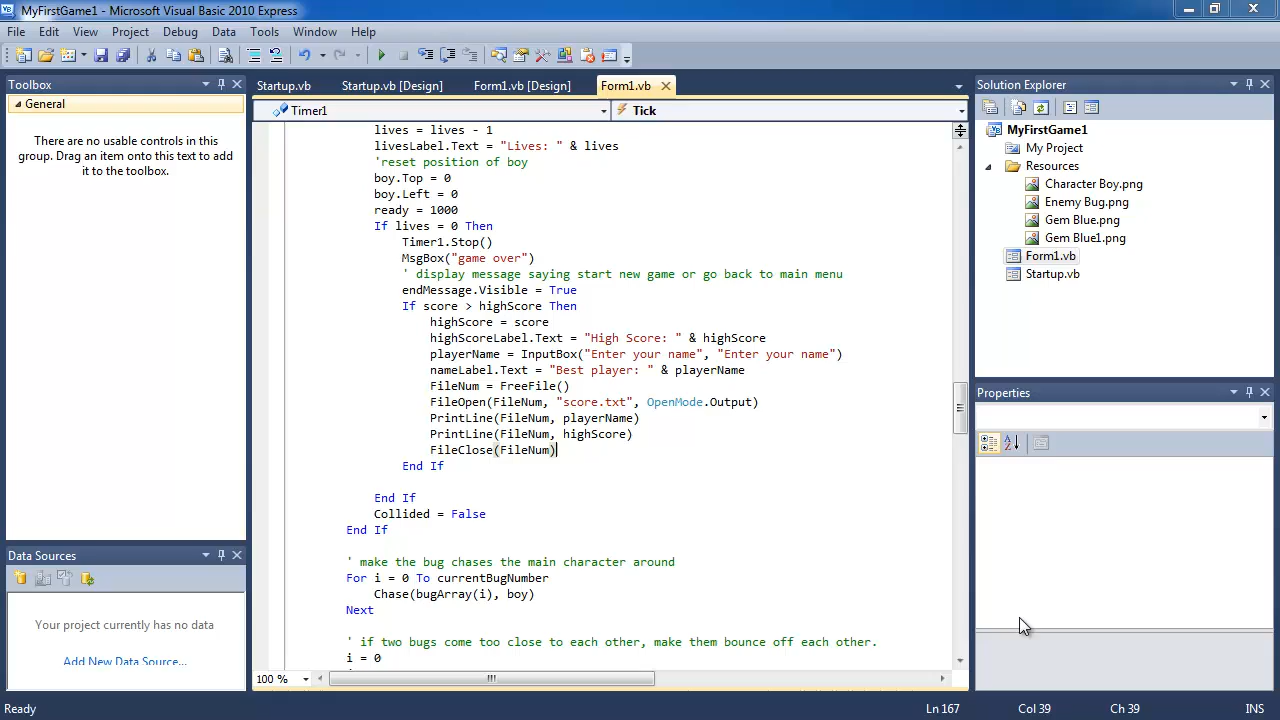 MyFirstGame1 - Microsoft Visual Basic 2010 Express
File Edit View Project Debug Data Tools Window Help
Toolbox
General
There are no usable controls in this
group. Drag an item onto this text to add
it to the toolbox.
Data Sources
Your project currently has no data
Add New Data Source...
Startup.vb Startup.vb [Design] Form1.vb [Design] Form1.vb
Timer1 Tick
lives = lives - 1
livesLabel.Text = "Lives: " & lives
'reset position of boy
boy.Top = 0
boy.Left = 0
ready = 1000
If lives = 0 Then
Timer1.Stop()
MsgBox("game over")
' display message saying start new game or go back to main menu
endMessage.Visible = True
If score > highScore Then
highScore = score
highScoreLabel.Text = "High Score: " & highScore
playerName = InputBox("Enter your name", "Enter your name")
nameLabel.Text = "Best player: " & playerName
FileNum = FreeFile()
FileOpen(FileNum, "score.txt", OpenMode.Output)
PrintLine(FileNum, playerName)
PrintLine(FileNum, highScore)
FileClose(FileNum)
End If
End If
Collided = False
End If
' make the bug chases the main character around
For i = 0 To currentBugNumber
Chase(bugArray(i), boy)
Next
' if two bugs come too close to each other, make them bounce off each other.
i = 0
100 %
Solution Explorer
MyFirstGame1
My Project
Resources
Character Boy.png
Enemy Bug.png
Gem Blue.png
Gem Blue1.png
Form1.vb
Startup.vb
Properties
Ready Ln 167 Col 39 Ch 39 INS